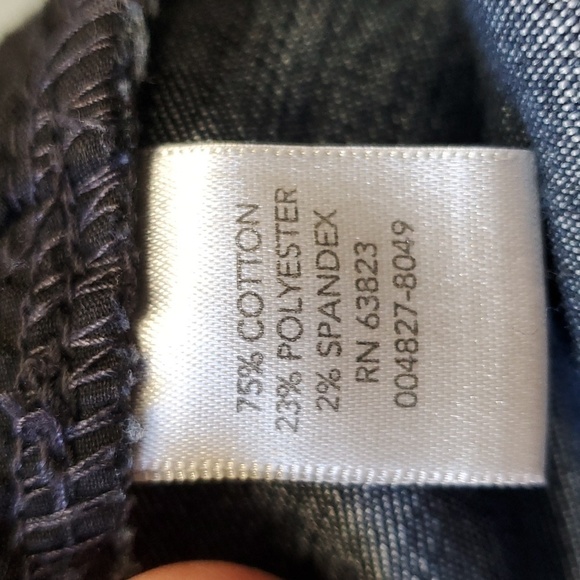 75% COTTON
23% POLYESTER
2% SPANDEX
RN 63823
004827-8049